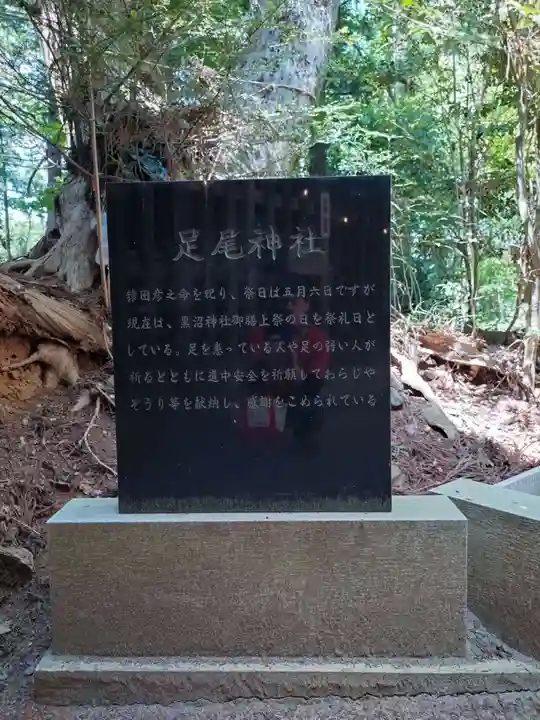 足尾神社
猿田彦之命を祀り、祭日は五月六日ですが
現在は、黒沼神社御膳上祭の日を祭礼日と
している。足を患っている人や足の弱い人が
祈るとともに道中安全を祈願してわらじや
ぞうり等を献納し、感謝をこめられている